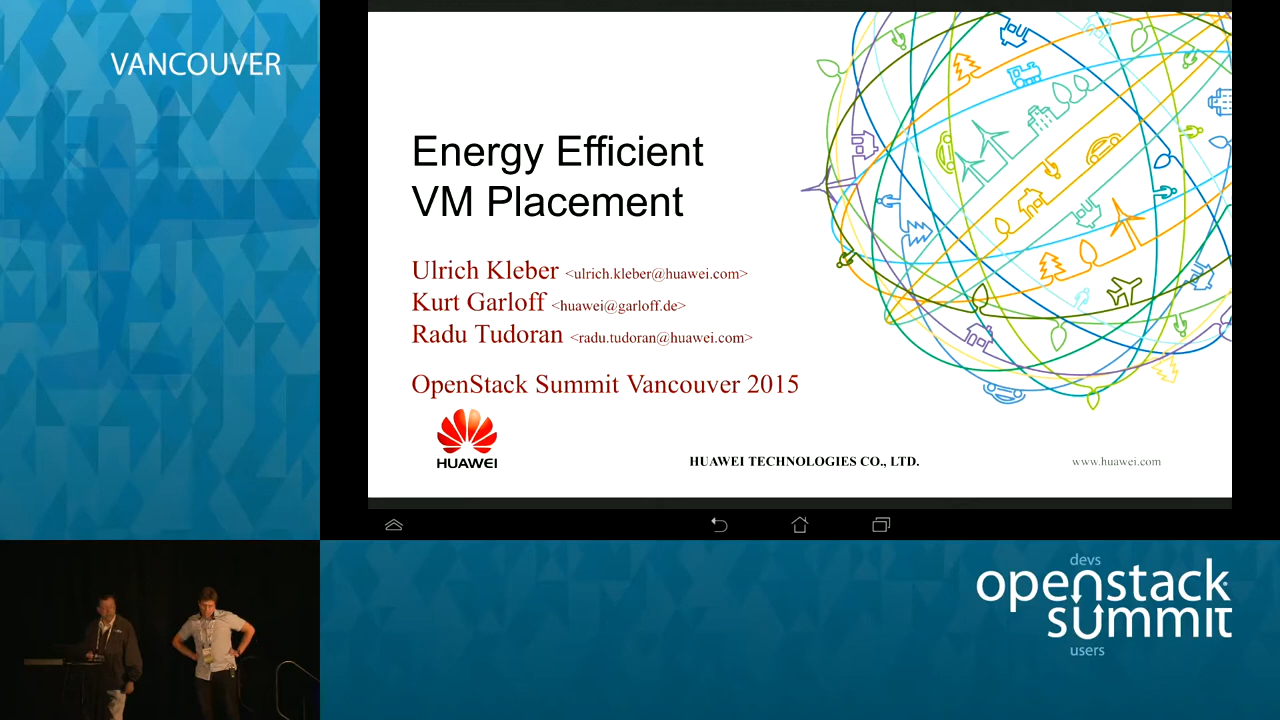 VANCOUVER
Energy Efficient
VM Placement
Ulrich Kleber <ulrich.kleber@huawei.com>
Kurt Garloff <huawei@garloff.de>
Radu Tudoran <radu.tudoran@huawei.com>
OpenStack Summit Vancouver 2015
HUAWEI
HUAWEI TECHNOLOGIES CO., LTD.
www.huawei.com
devs
openstack
summit
users